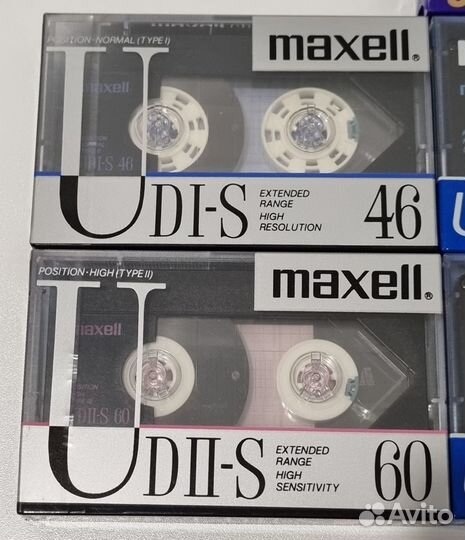 POSITION·NORMAL (TYPE I)
maxell®
maxell
UDI-S 46
UDI-S
EXTENDED
RANGE
HIGH
RESOLUTION
46
POSITION·HIGH (TYPE II)
maxell®
maxell
UDII-S 60
UDII-S
EXTENDED
RANGE
HIGH
SENSITIVITY
60
Avito